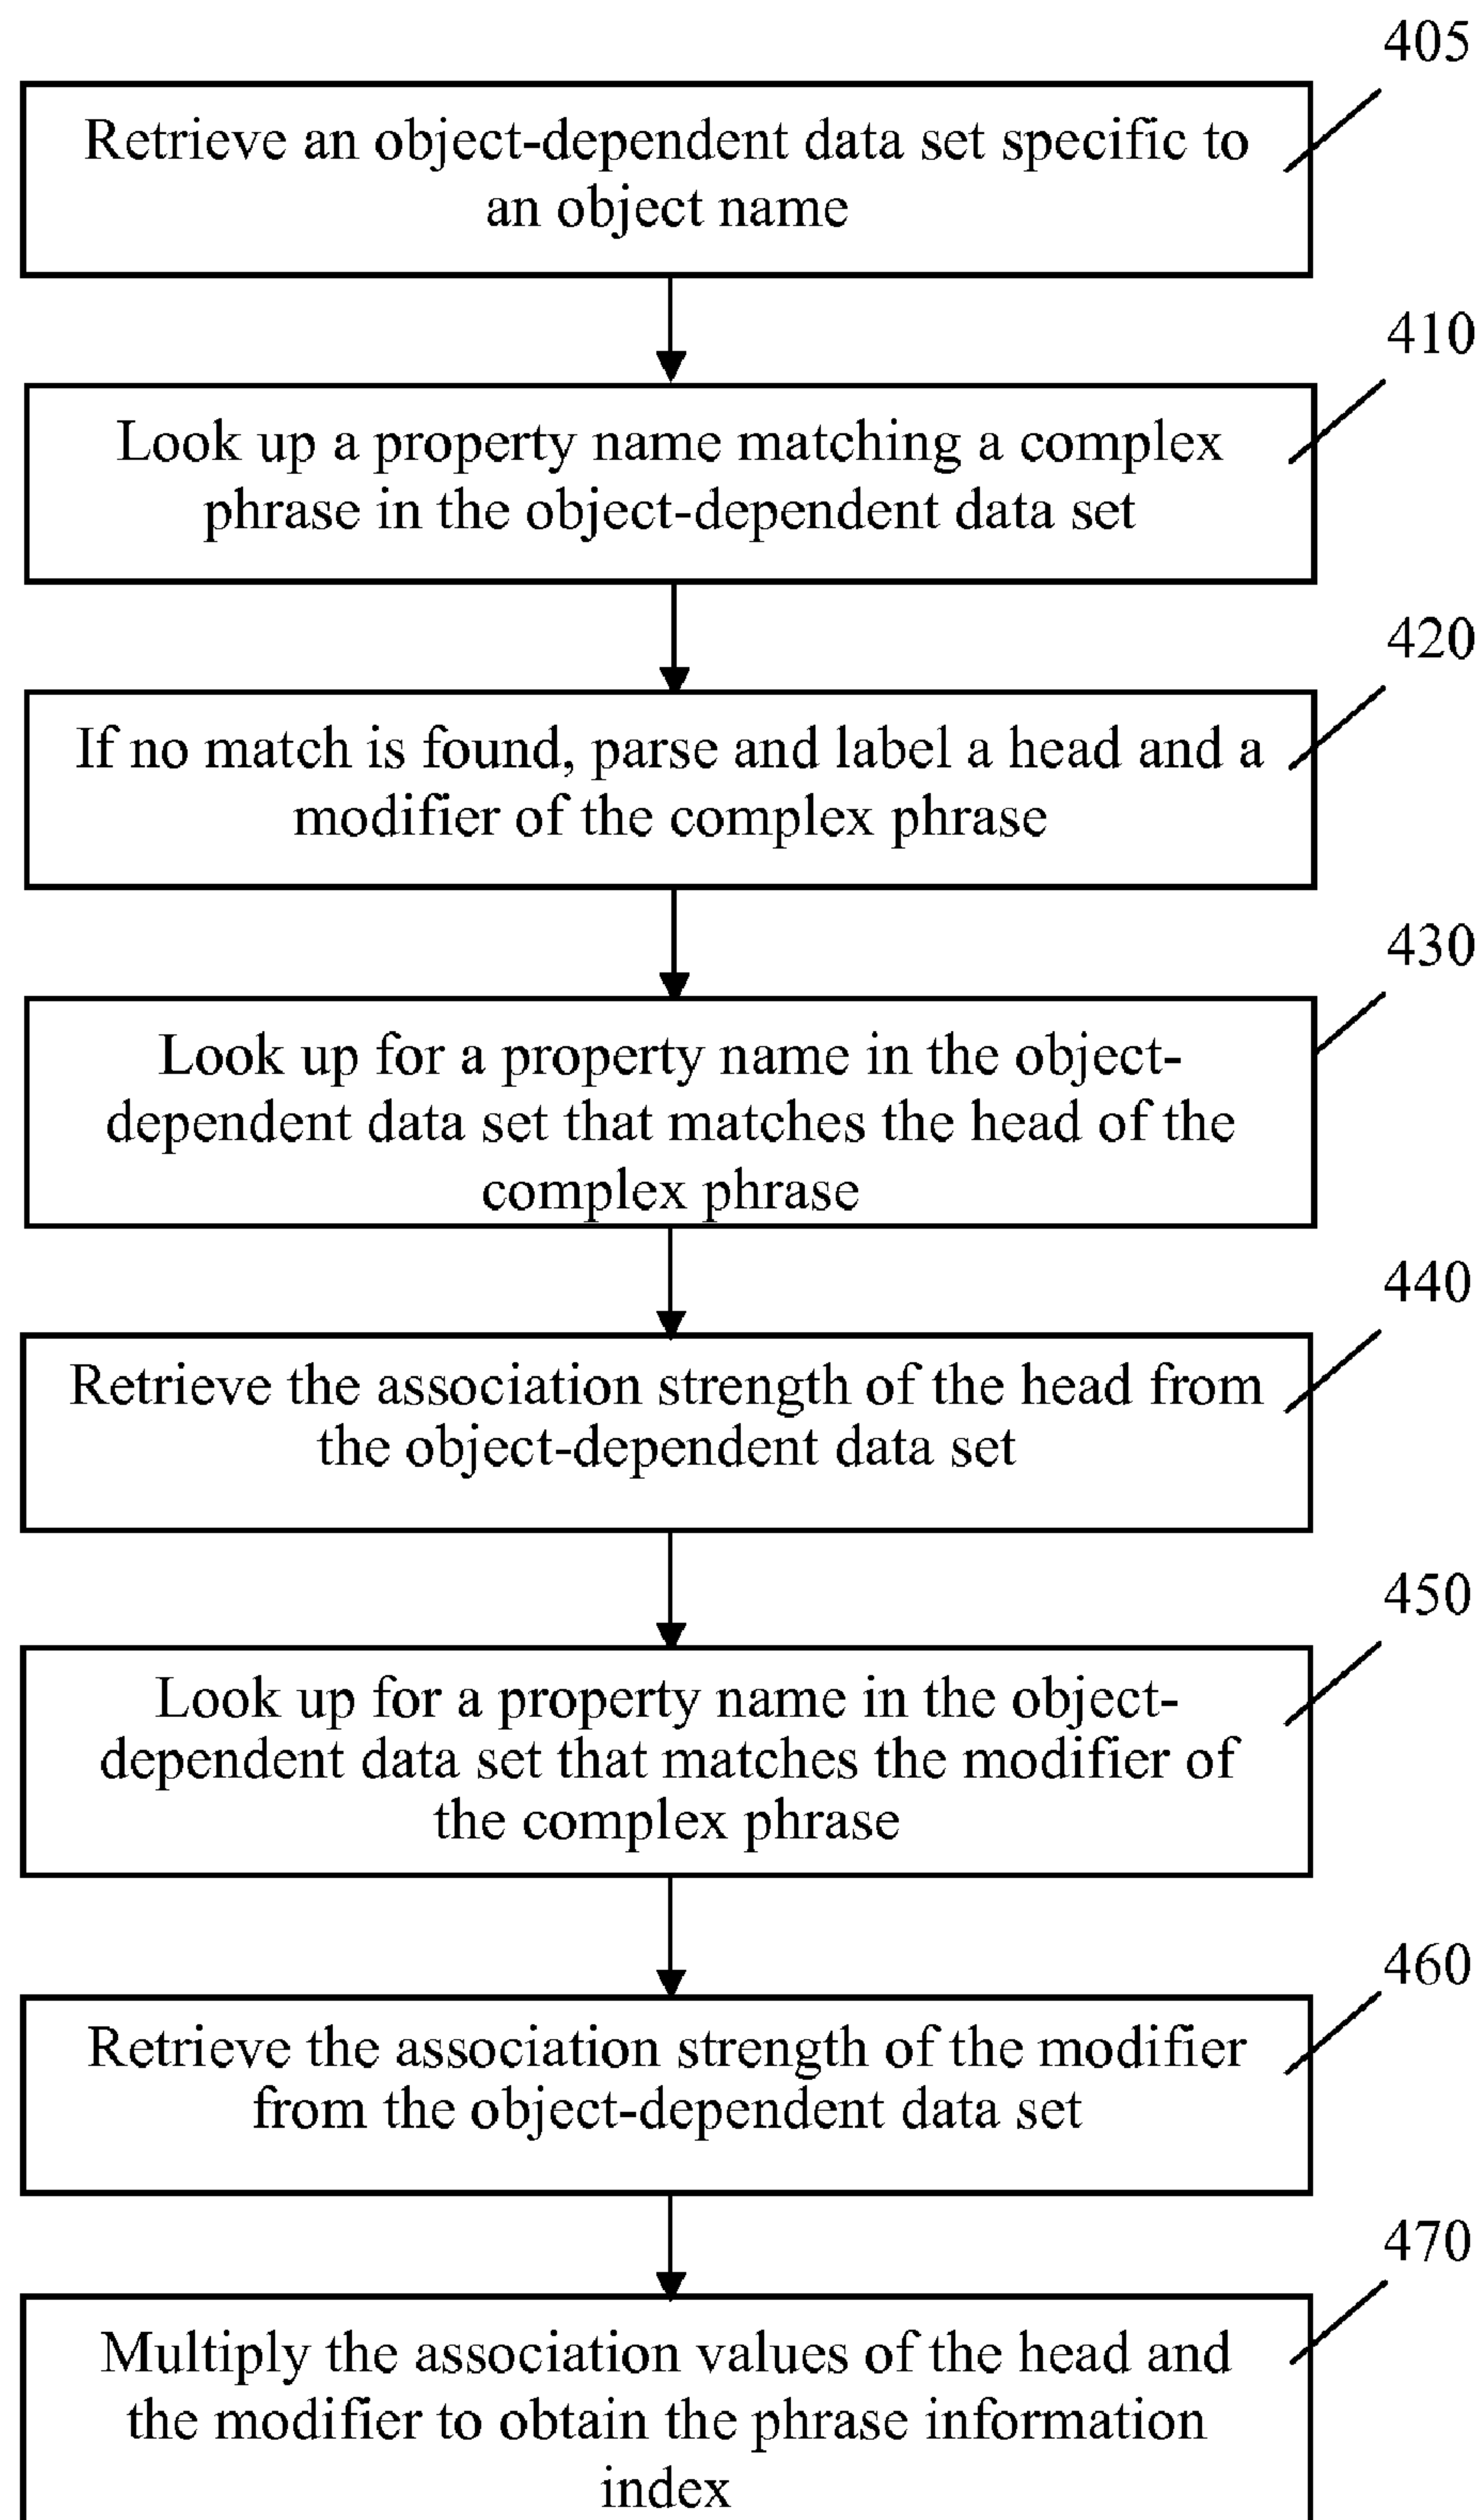 405
Retrieve an object-dependent data set specific to
an object name
410
Look up a property name matching a complex
phrase in the object-dependent data set
420
If no match is found, parse and label a head and a
modifier of the complex phrase
430
Look up for a property name in the object-
dependent data set that matches the head of the
complex phrase
440
Retrieve the association strength of the head from
the object-dependent data set
450
Look up for a property name in the object-
dependent data set that matches the modifier of
the complex phrase
460
Retrieve the association strength of the modifier
from the object-dependent data set
470
Multiply the association values of the head and
the modifier to obtain the phrase information
index